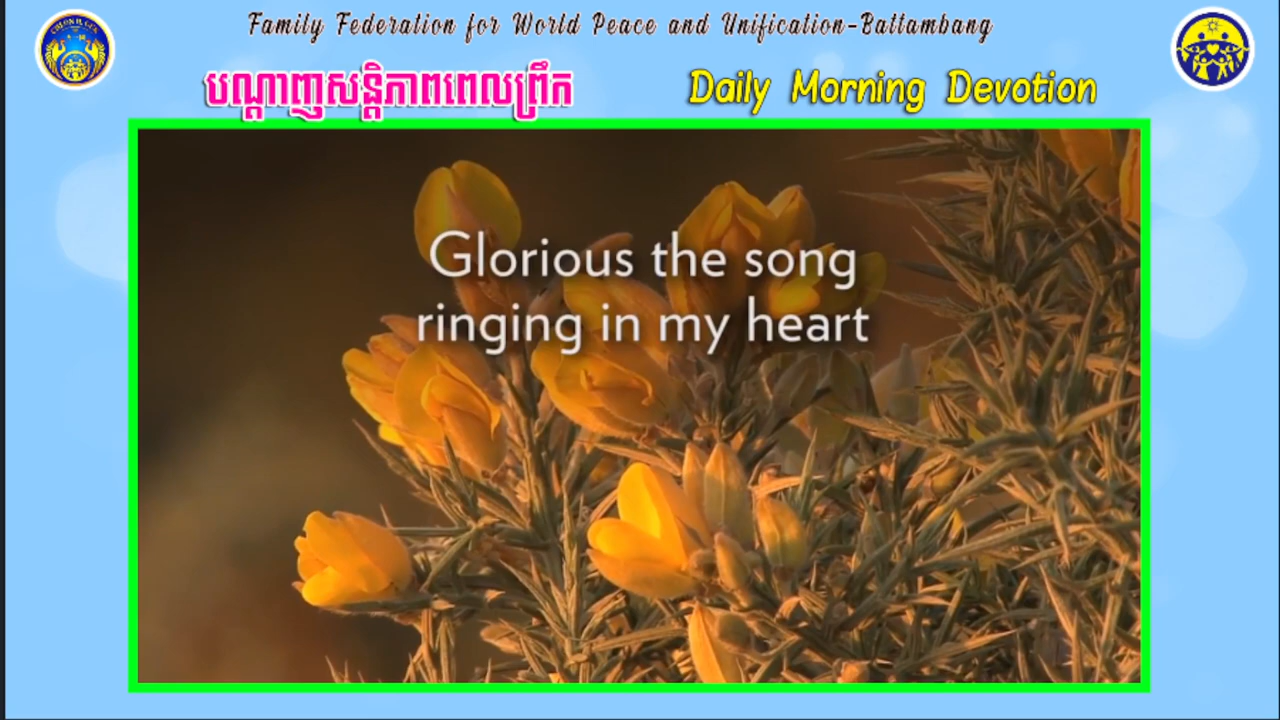 Family Federation for World Peace and Unification-Battambang
បណ្តាញសន្តិភាពពេលព្រឹក
Daily Morning Devotion
Glorious the song
ringing in my heart